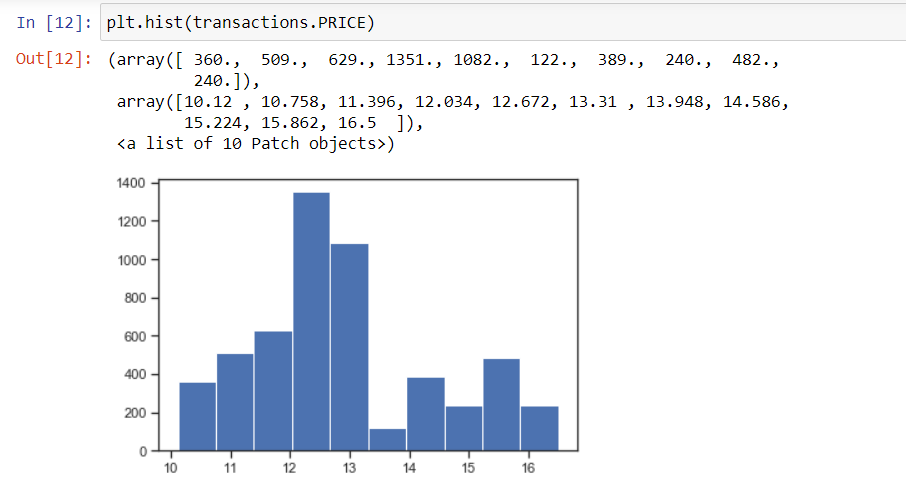 In [12]: plt.hist(transactions.PRICE)
Out[12]: (array([ 360.,  509.,  629., 1351., 1082.,  122.,  389.,  240.,  482.,
240.]),
array([10.12 , 10.758, 11.396, 12.034, 12.672, 13.31 , 13.948, 14.586,
15.224, 15.862, 16.5  ]),
<a list of 10 Patch objects>)
1400
1200
1000
800
600
400
200
0
10 11 12 13 14 15 16